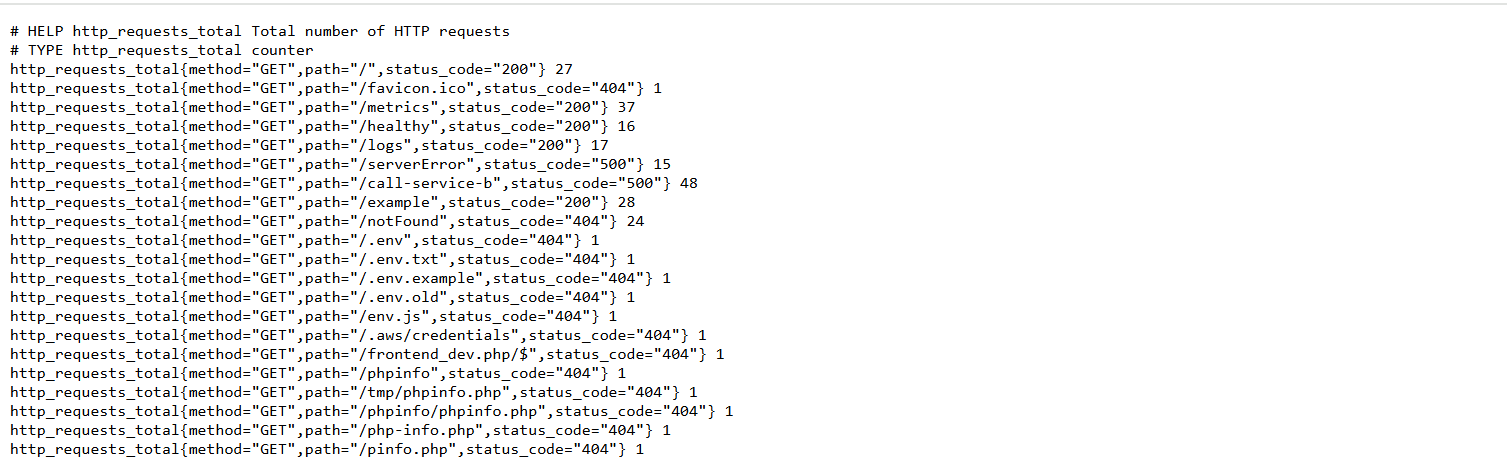 # HELP http_requests_total Total number of HTTP requests
# TYPE http_requests_total counter
http_requests_total{method="GET",path="/",status_code="200"} 27
http_requests_total{method="GET",path="/favicon.ico",status_code="404"} 1
http_requests_total{method="GET",path="/metrics",status_code="200"} 37
http_requests_total{method="GET",path="/healthy",status_code="200"} 16
http_requests_total{method="GET",path="/logs",status_code="200"} 17
http_requests_total{method="GET",path="/serverError",status_code="500"} 15
http_requests_total{method="GET",path="/call-service-b",status_code="500"} 48
http_requests_total{method="GET",path="/example",status_code="200"} 28
http_requests_total{method="GET",path="/notFound",status_code="404"} 24
http_requests_total{method="GET",path="/.env",status_code="404"} 1
http_requests_total{method="GET",path="/.env.txt",status_code="404"} 1
http_requests_total{method="GET",path="/.env.example",status_code="404"} 1
http_requests_total{method="GET",path="/.env.old",status_code="404"} 1
http_requests_total{method="GET",path="/env.js",status_code="404"} 1
http_requests_total{method="GET",path="/.aws/credentials",status_code="404"} 1
http_requests_total{method="GET",path="/frontend_dev.php/$",status_code="404"} 1
http_requests_total{method="GET",path="/phpinfo",status_code="404"} 1
http_requests_total{method="GET",path="/tmp/phpinfo.php",status_code="404"} 1
http_requests_total{method="GET",path="/phpinfo/phpinfo.php",status_code="404"} 1
http_requests_total{method="GET",path="/php-info.php",status_code="404"} 1
http_requests_total{method="GET",path="/pinfo.php",status_code="404"} 1